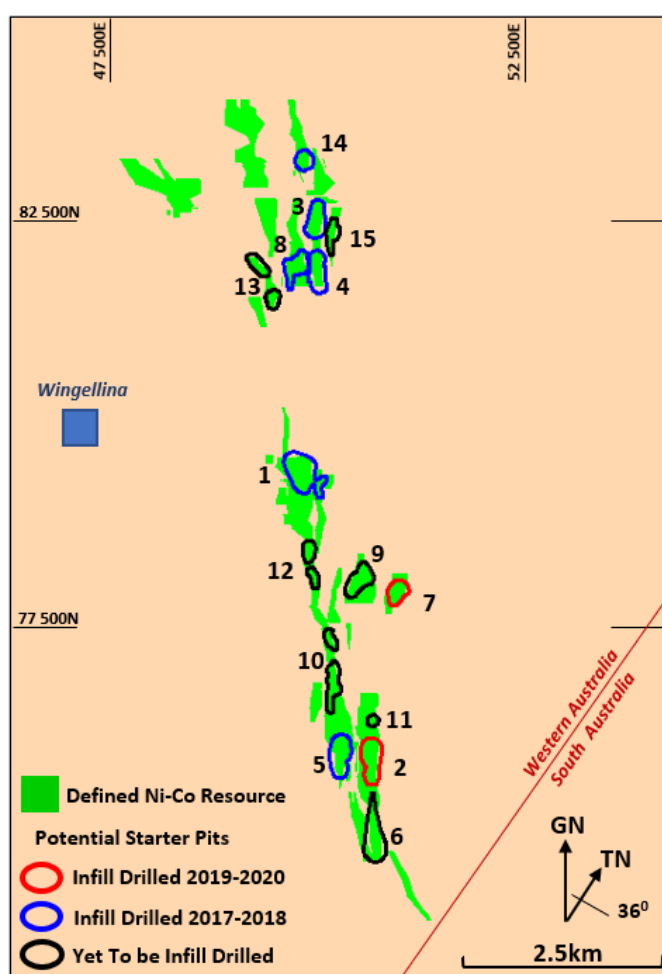 47 500E
52 500E
14
82 500N
3
15
8
13
4
Wingellina
1
9
12
7
77 500N
10
11
Western Australia
South Australia
5
2
Defined Ni-Co Resource
Potential Starter Pits
6
GN
TN
Infill Drilled 2019-2020
36⁰
Infill Drilled 2017-2018
Yet To be Infill Drilled
2.5km